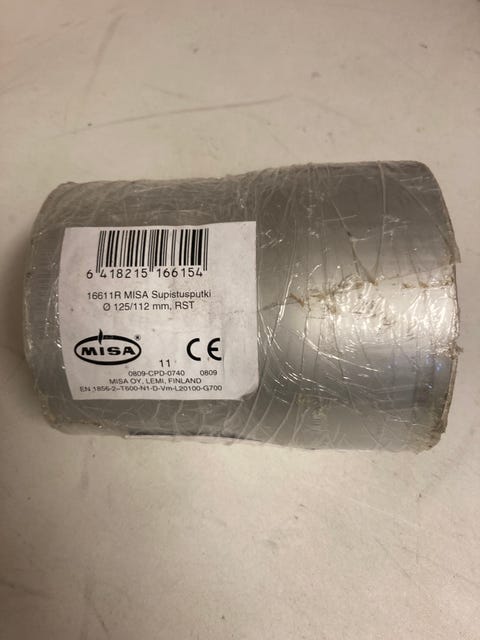 6 418215 166154
16611R MISA Supistusputki
Ø 125/112 mm, RST
MISA
11 CE
0809-CPD-0740 0809
MISA OY, LEMI, FINLAND
EN 1856-2-T600-N1-D-Vm-L20100-G700